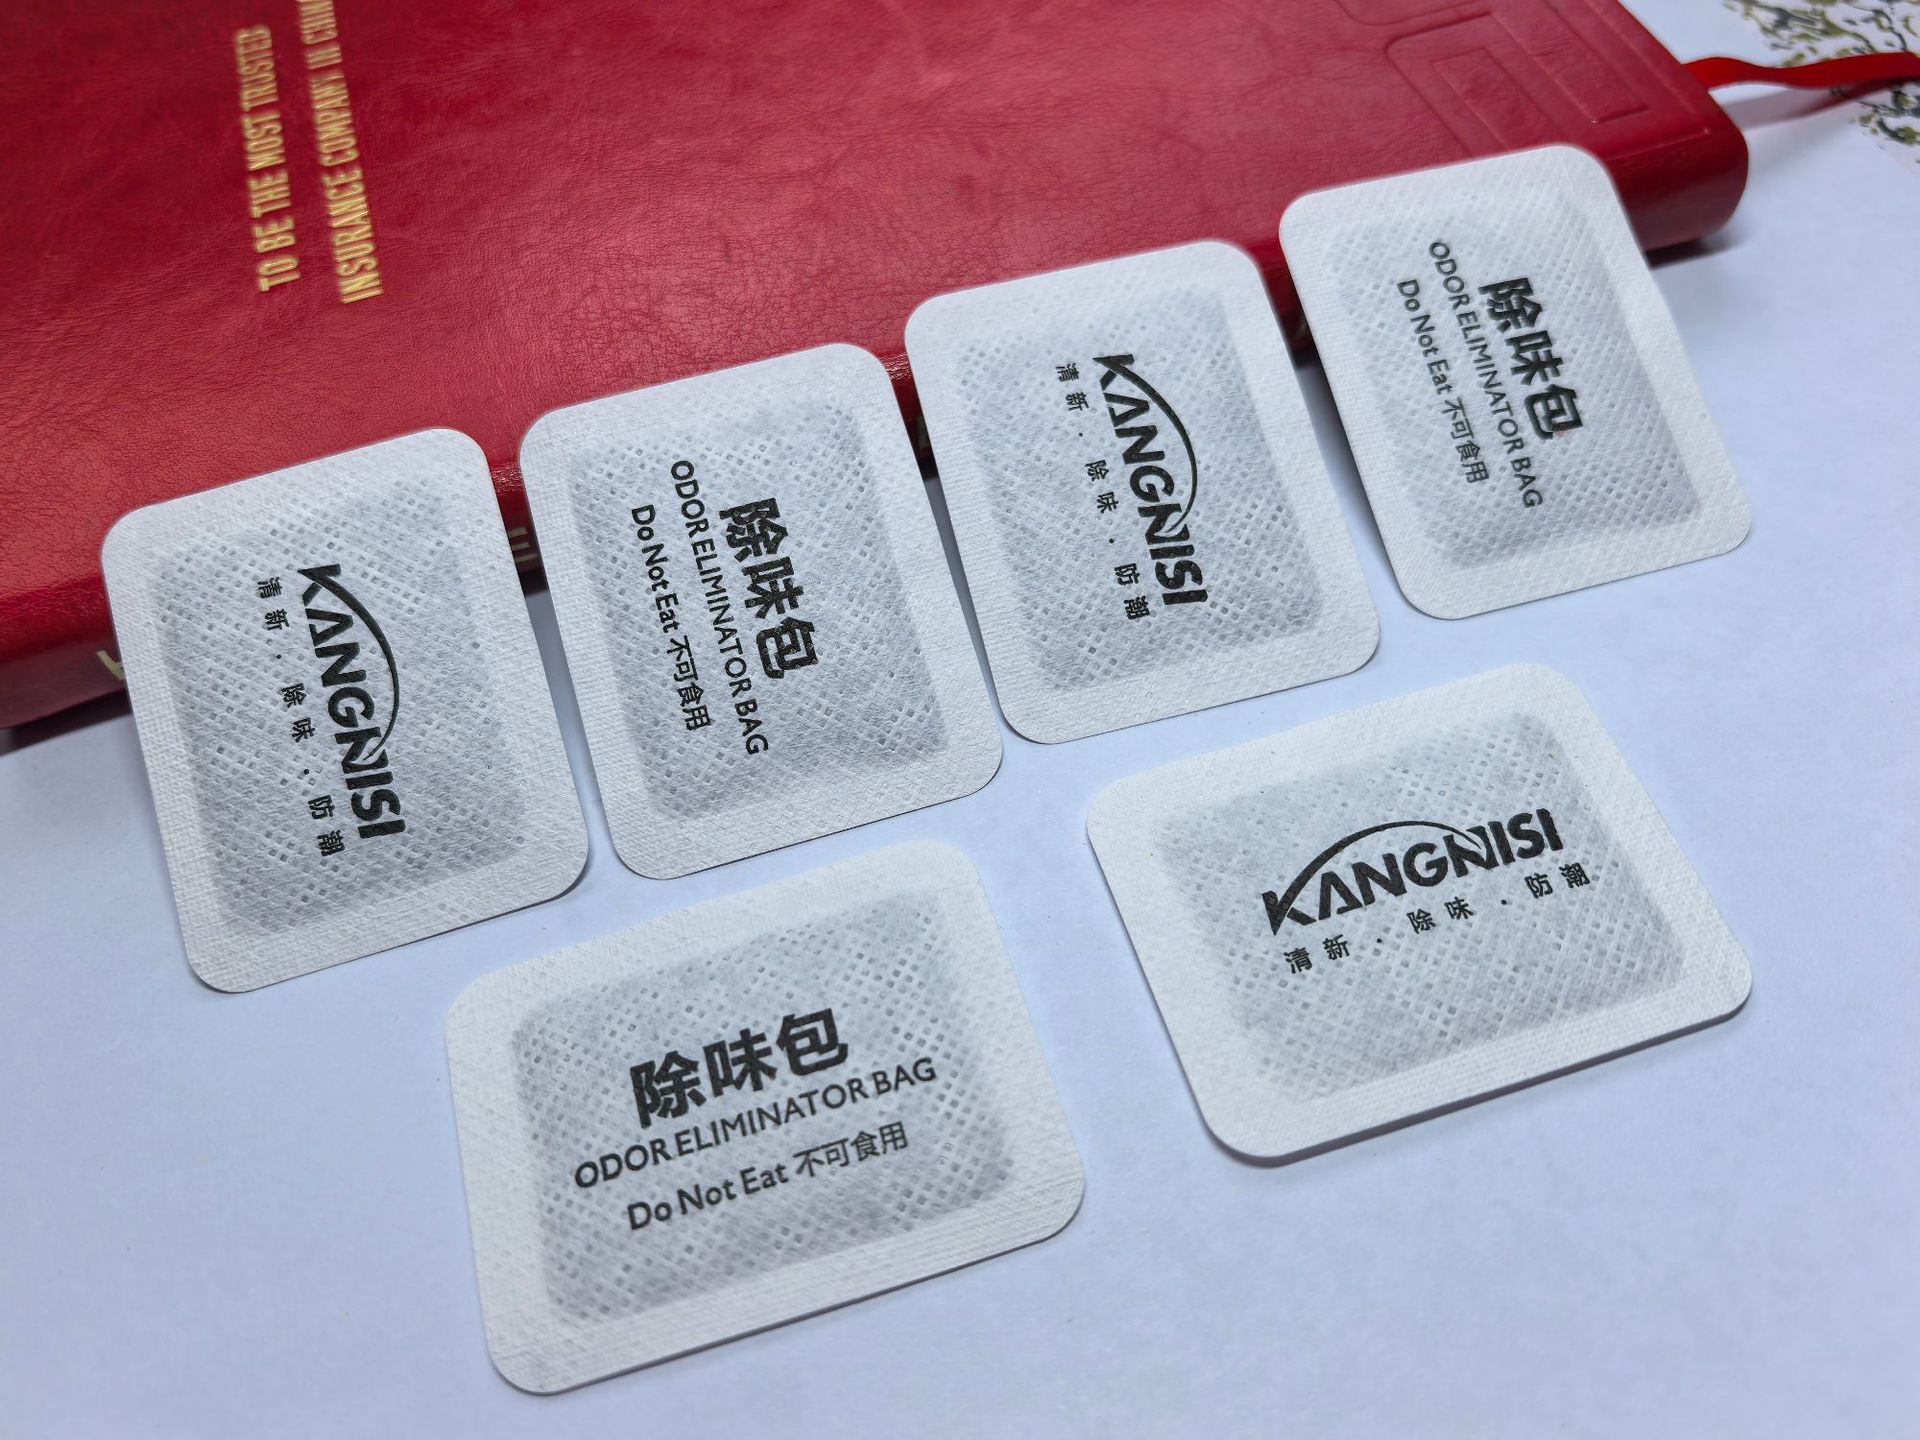 TO BE THE MOST TRUSTED
INSURANCE COMPANY IN
KANGNISI
清新·除味·防潮
除味包
ODOR ELIMINATOR BAG
Do Not Eat 不可食用
KANGNISI
清新·除味·防潮
除味包
ODOR ELIMINATOR BAG
Do Not Eat 不可食用
除味包
ODOR ELIMINATOR BAG
Do Not Eat 不可食用
KANGNISI
清新·除味·防潮